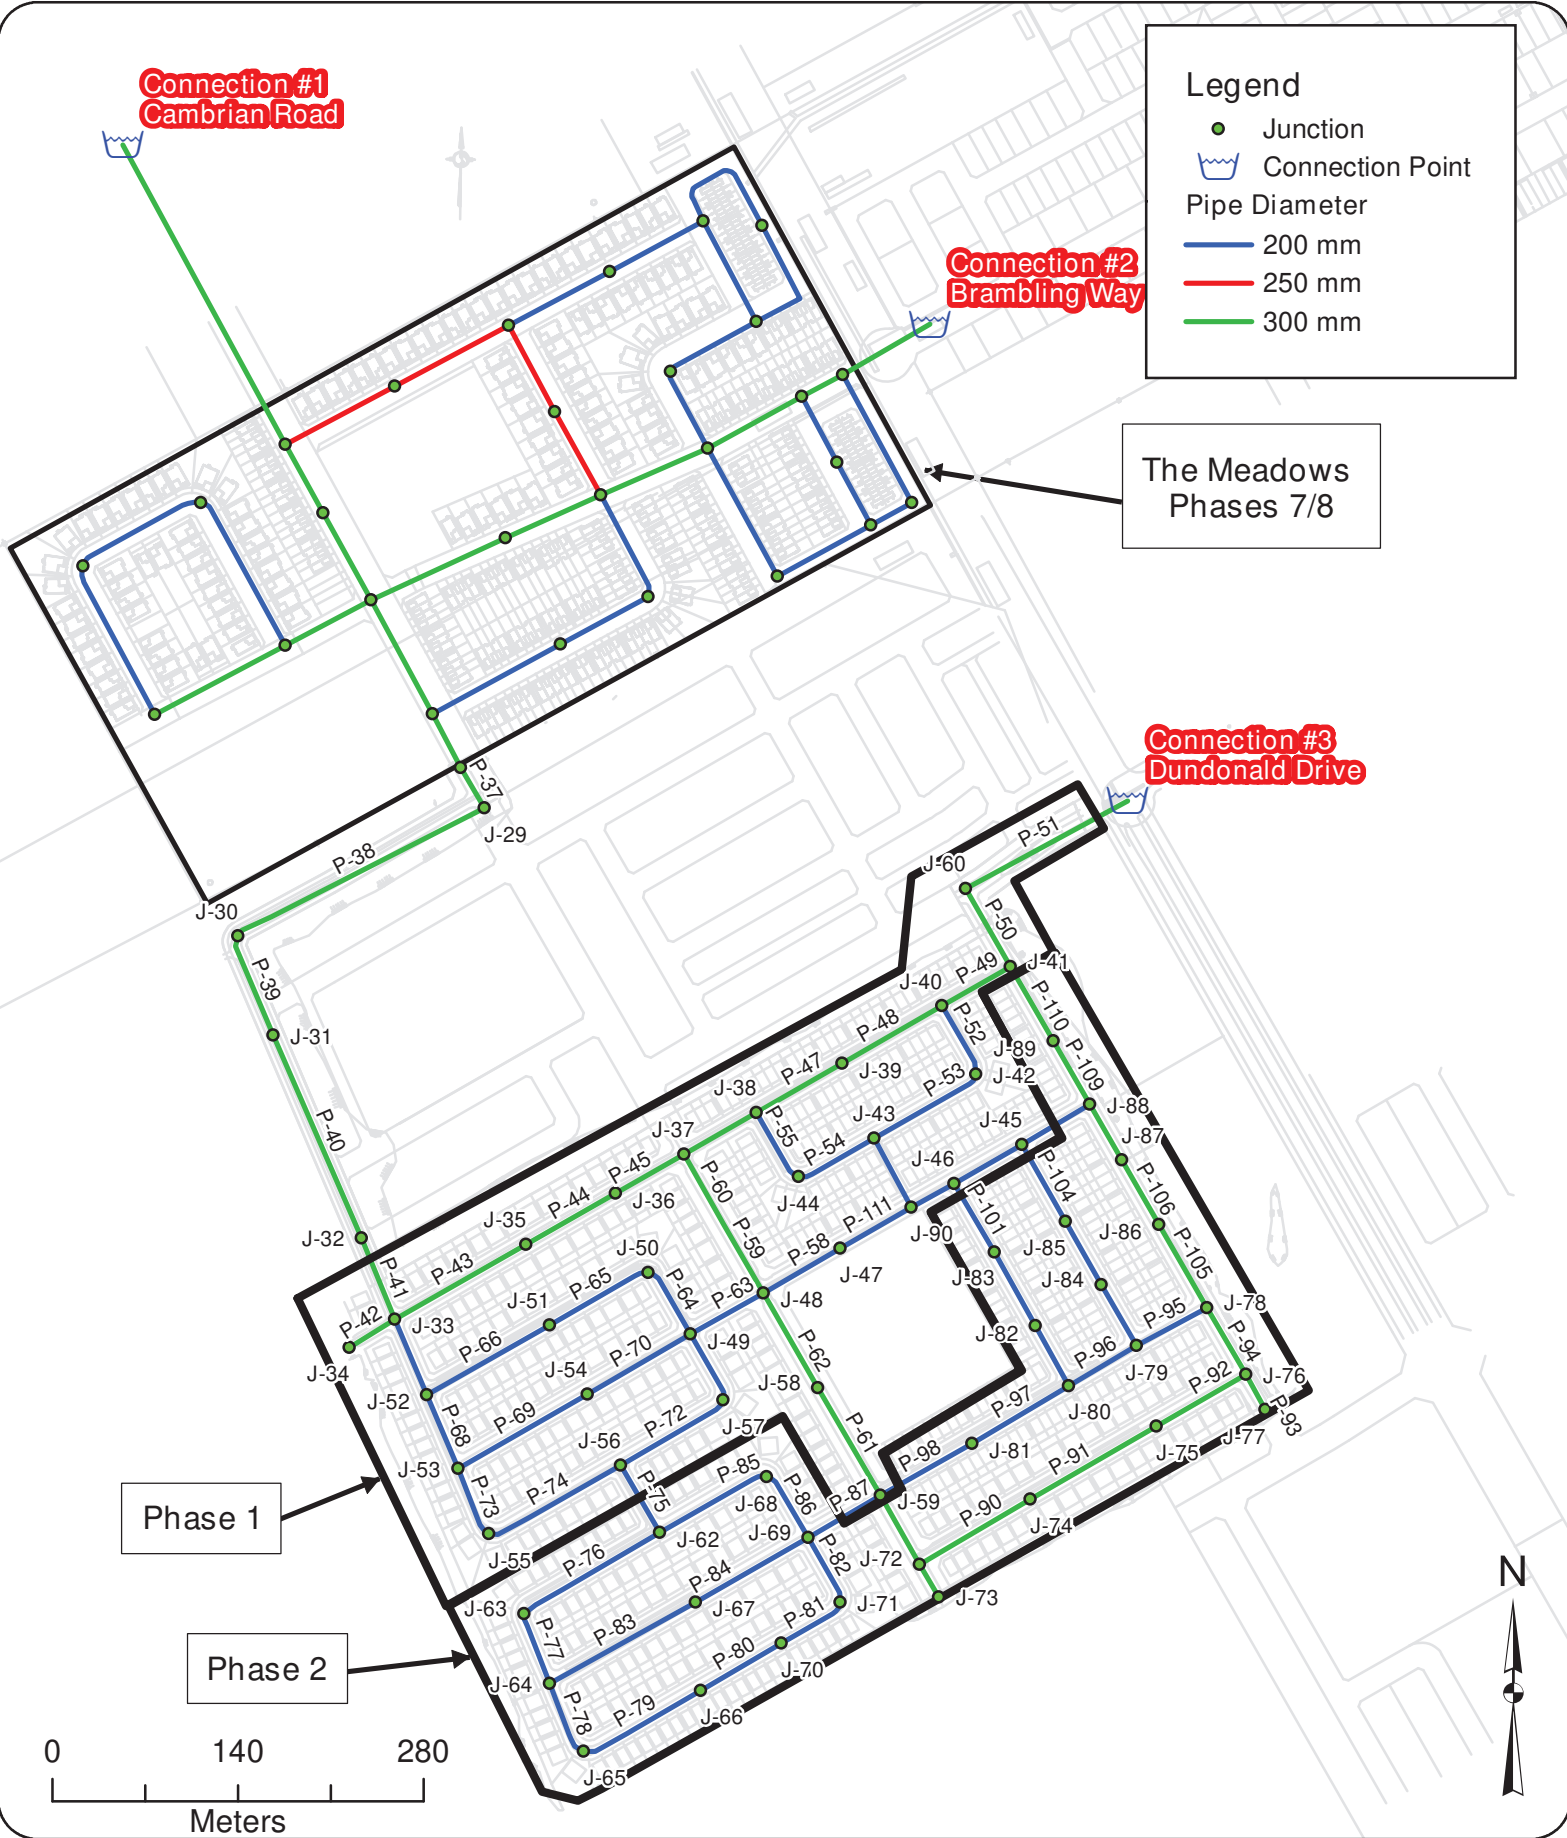 Connection #1
Cambrian Road
Legend
Junction
Connection Point
Pipe Diameter
200 mm
250 mm
300 mm
Connection #2
Brambling Way
The Meadows
Phases 7/8
Connection #3
Dundonald Drive
P-37
J-29
P-38
J-30
P-39
J-31
P-40
J-32
P-41
P-42
J-33
J-34
P-51
J-60
P-50
J-41
P-49
J-40
P-48
P-52
P-110
J-89
P-109
J-42
P-53
J-39
P-47
J-38
J-43
J-45
J-88
J-87
P-55
P-54
J-37
J-46
J-44
P-45
P-60
J-36
P-44
J-35
P-43
P-104
P-106
P-101
P-111
J-90
J-86
J-85
P-105
P-59
P-58
J-47
J-50
P-65
P-64
P-63
J-48
J-83
J-84
J-51
P-66
J-49
J-82
P-95
J-78
P-94
P-70
J-54
P-62
P-96
J-79
P-92
J-76
J-52
J-58
P-68
P-69
P-72
J-57
P-61
P-97
J-80
P-93
J-77
J-75
J-56
J-53
P-98
J-81
P-91
P-74
P-75
P-85
J-68
P-86
P-73
P-87
J-59
P-90
J-74
J-55
J-62
J-69
P-82
J-72
P-76
P-84
J-63
J-67
P-81
J-71
J-73
P-77
P-83
J-64
P-80
J-70
P-78
P-79
J-66
J-65
Phase 1
Phase 2
N
0 140 280
Meters